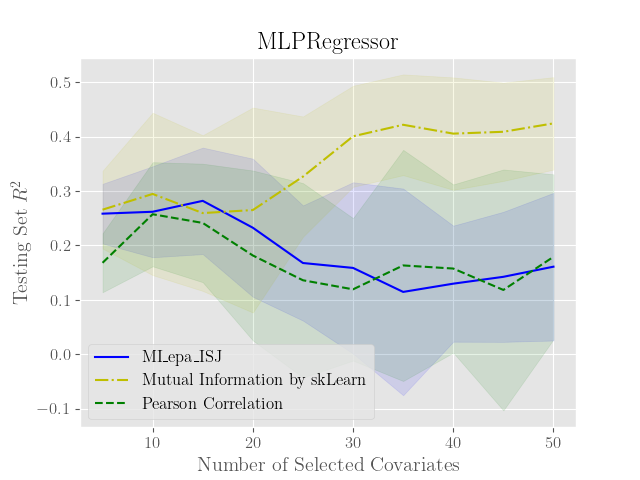 MLPRegressor
0.5
0.4
0.3
0.2
0.1
0.0
−0.1
Testing Set R²
MI_epa_ISJ
Mutual Information by skLearn
Pearson Correlation
10 20 30 40 50
Number of Selected Covariates